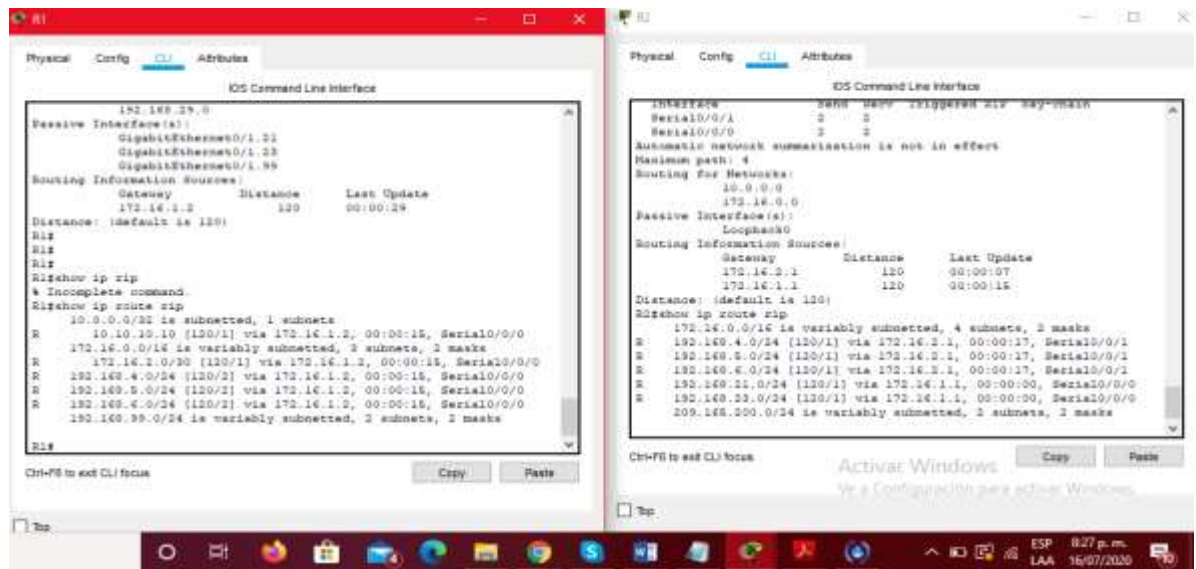 R1
Physical Config CLI Attributes
IOS Command Line Interface
Passive Interface(s):
GigabitEthernet0/1.21
GigabitEthernet0/1.23
GigabitEthernet0/1.99
Routing Information Sources:
Gateway Distance Last Update
172.16.1.2 120 00:00:29
Distance: (default is 120)
R1#
R1#
R1#
R1#show ip rip
% Incomplete command.
R1#show ip route rip
10.0.0.0/32 is subnetted, 1 subnets
R 10.10.10.10 [120/1] via 172.16.1.2, 00:00:15, Serial0/0/0
172.16.0.0/16 is variably subnetted, 3 subnets, 2 masks
R 172.16.2.0/30 [120/1] via 172.16.1.2, 00:00:15, Serial0/0/0
R 192.168.4.0/24 [120/2] via 172.16.1.2, 00:00:15, Serial0/0/0
R 192.168.5.0/24 [120/2] via 172.16.1.2, 00:00:15, Serial0/0/0
R 192.168.6.0/24 [120/2] via 172.16.1.2, 00:00:15, Serial0/0/0
192.168.99.0/24 is variably subnetted, 2 subnets, 2 masks
R1#
Ctrl+F6 to exit CLI focus
Copy Paste
Top
R2
Physical Config CLI Attributes
IOS Command Line Interface
Interface Send Recv Triggered RIP Key-chain
Serial0/0/1 2 2
Serial0/0/0 2 2
Automatic network summarization is not in effect
Maximum path: 4
Routing for Networks:
10.0.0.0
172.16.0.0
Passive Interface(s):
Loopback0
Routing Information Sources:
Gateway Distance Last Update
172.16.2.1 120 00:00:07
172.16.1.1 120 00:00:15
Distance: (default is 120)
R2#show ip route rip
172.16.0.0/16 is variably subnetted, 4 subnets, 2 masks
R 192.168.4.0/24 [120/1] via 172.16.2.1, 00:00:17, Serial0/0/1
R 192.168.5.0/24 [120/1] via 172.16.2.1, 00:00:17, Serial0/0/1
R 192.168.6.0/24 [120/1] via 172.16.2.1, 00:00:17, Serial0/0/1
R 192.168.21.0/24 [120/1] via 172.16.1.1, 00:00:00, Serial0/0/0
R 192.168.23.0/24 [120/1] via 172.16.1.1, 00:00:00, Serial0/0/0
209.165.200.0/24 is variably subnetted, 2 subnets, 2 masks
Ctrl+F6 to exit CLI focus
Copy Paste
Activar Windows
Ve a Configuración para activar Windows.
Top
ESP 8:27 p. m.
LAA 16/07/2020